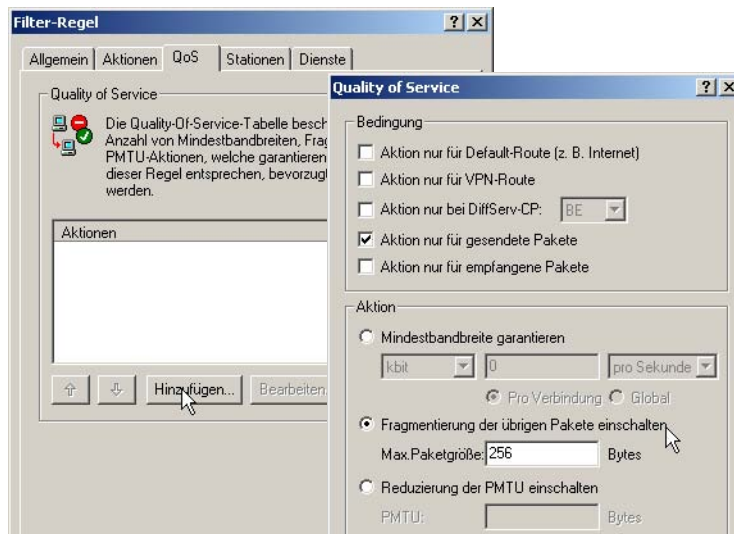 Filter-Regel
Allgemein Aktionen QoS Stationen Dienste
Quality of Service
Die Quality-Of-Service-Tabelle besch
Anzahl von Mindestbandbreiten, Frag
PMTU-Aktionen, welche garantieren
dieser Regel entsprechen, bevorzug
werden.
Aktionen
Hinzufügen... Bearbeiten
Quality of Service
Bedingung
Aktion nur für Default-Route (z. B. Internet)
Aktion nur für VPN-Route
Aktion nur bei DiffServ-CP: BE
Aktion nur für gesendete Pakete
Aktion nur für empfangene Pakete
Aktion
Mindestbandbreite garantieren
kbit 0 pro Sekunde
Pro Verbindung Global
Fragmentierung der übrigen Pakete einschalten
Max.Paketgröße: 256 Bytes
Reduzierung der PMTU einschalten
PMTU: Bytes